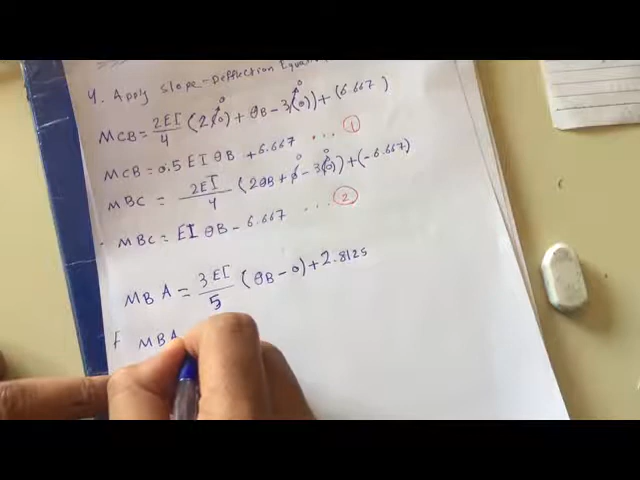 4. Apply slope-Deflection Equation
MCB = 2EI/4 (2(0) + θB - 3(0)) + (6.667)
MCB = 0.5 EI θB + 6.667 ... ①
MBC = 2EI/4 (2θB + 0 - 3(0)) + (-6.667)
MBC = EI θB - 6.667 ... ②
MBA = 3EI/5 (θB - 0) + 2.8125
MBA